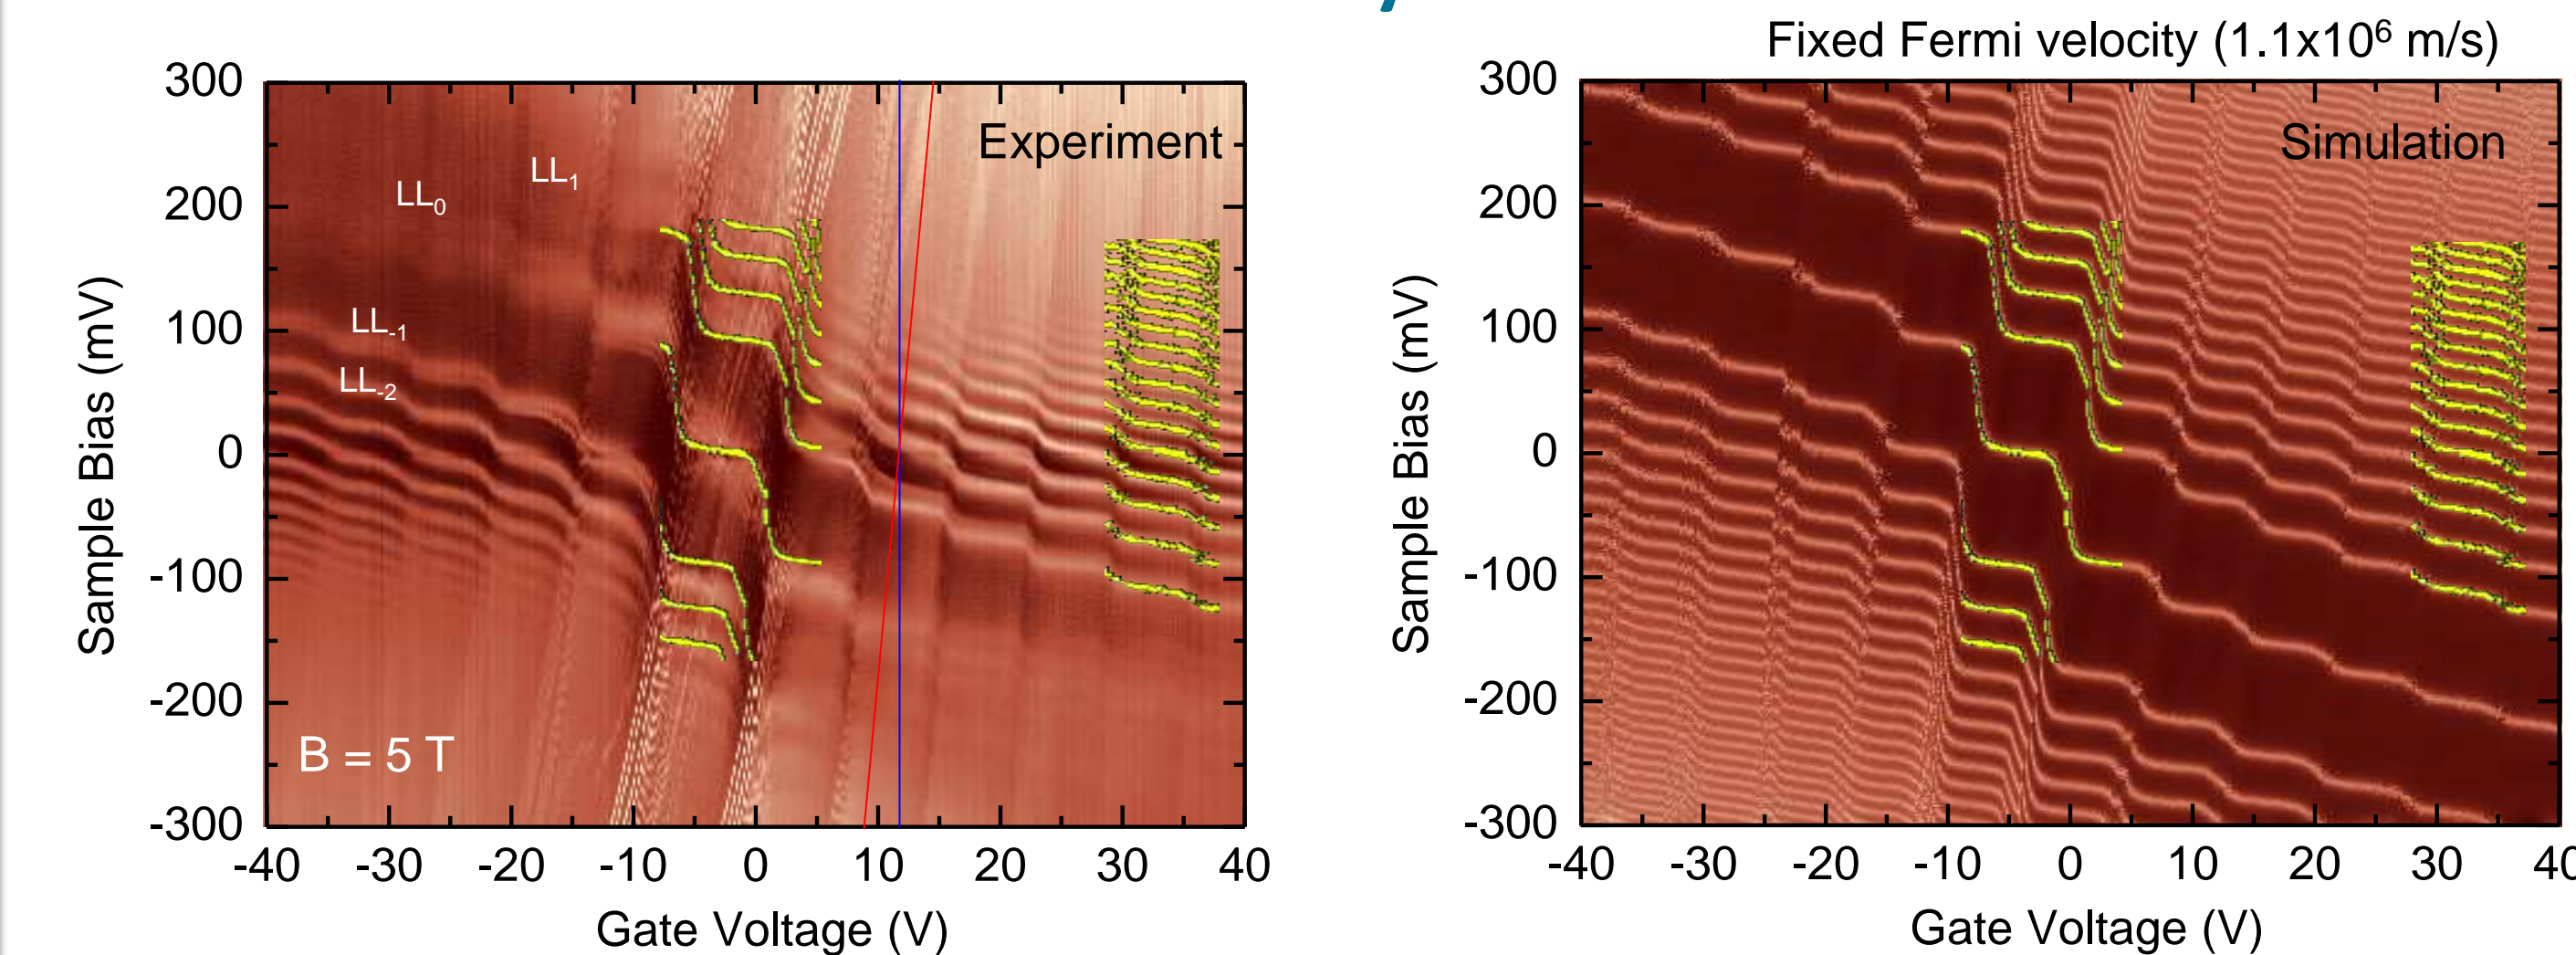 Fixed Fermi velocity (1.1x10⁶ m/s)
300
200
100
0
-100
-200
-300
Sample Bias (mV)
Experiment
LL₁
LL₀
LL₋₁
LL₋₂
B = 5 T
-40 -30 -20 -10 0 10 20 30 40
Gate Voltage (V)
300
200
100
0
-100
-200
-300
Sample Bias (mV)
Simulation
-40 -30 -20 -10 0 10 20 30 40
Gate Voltage (V)